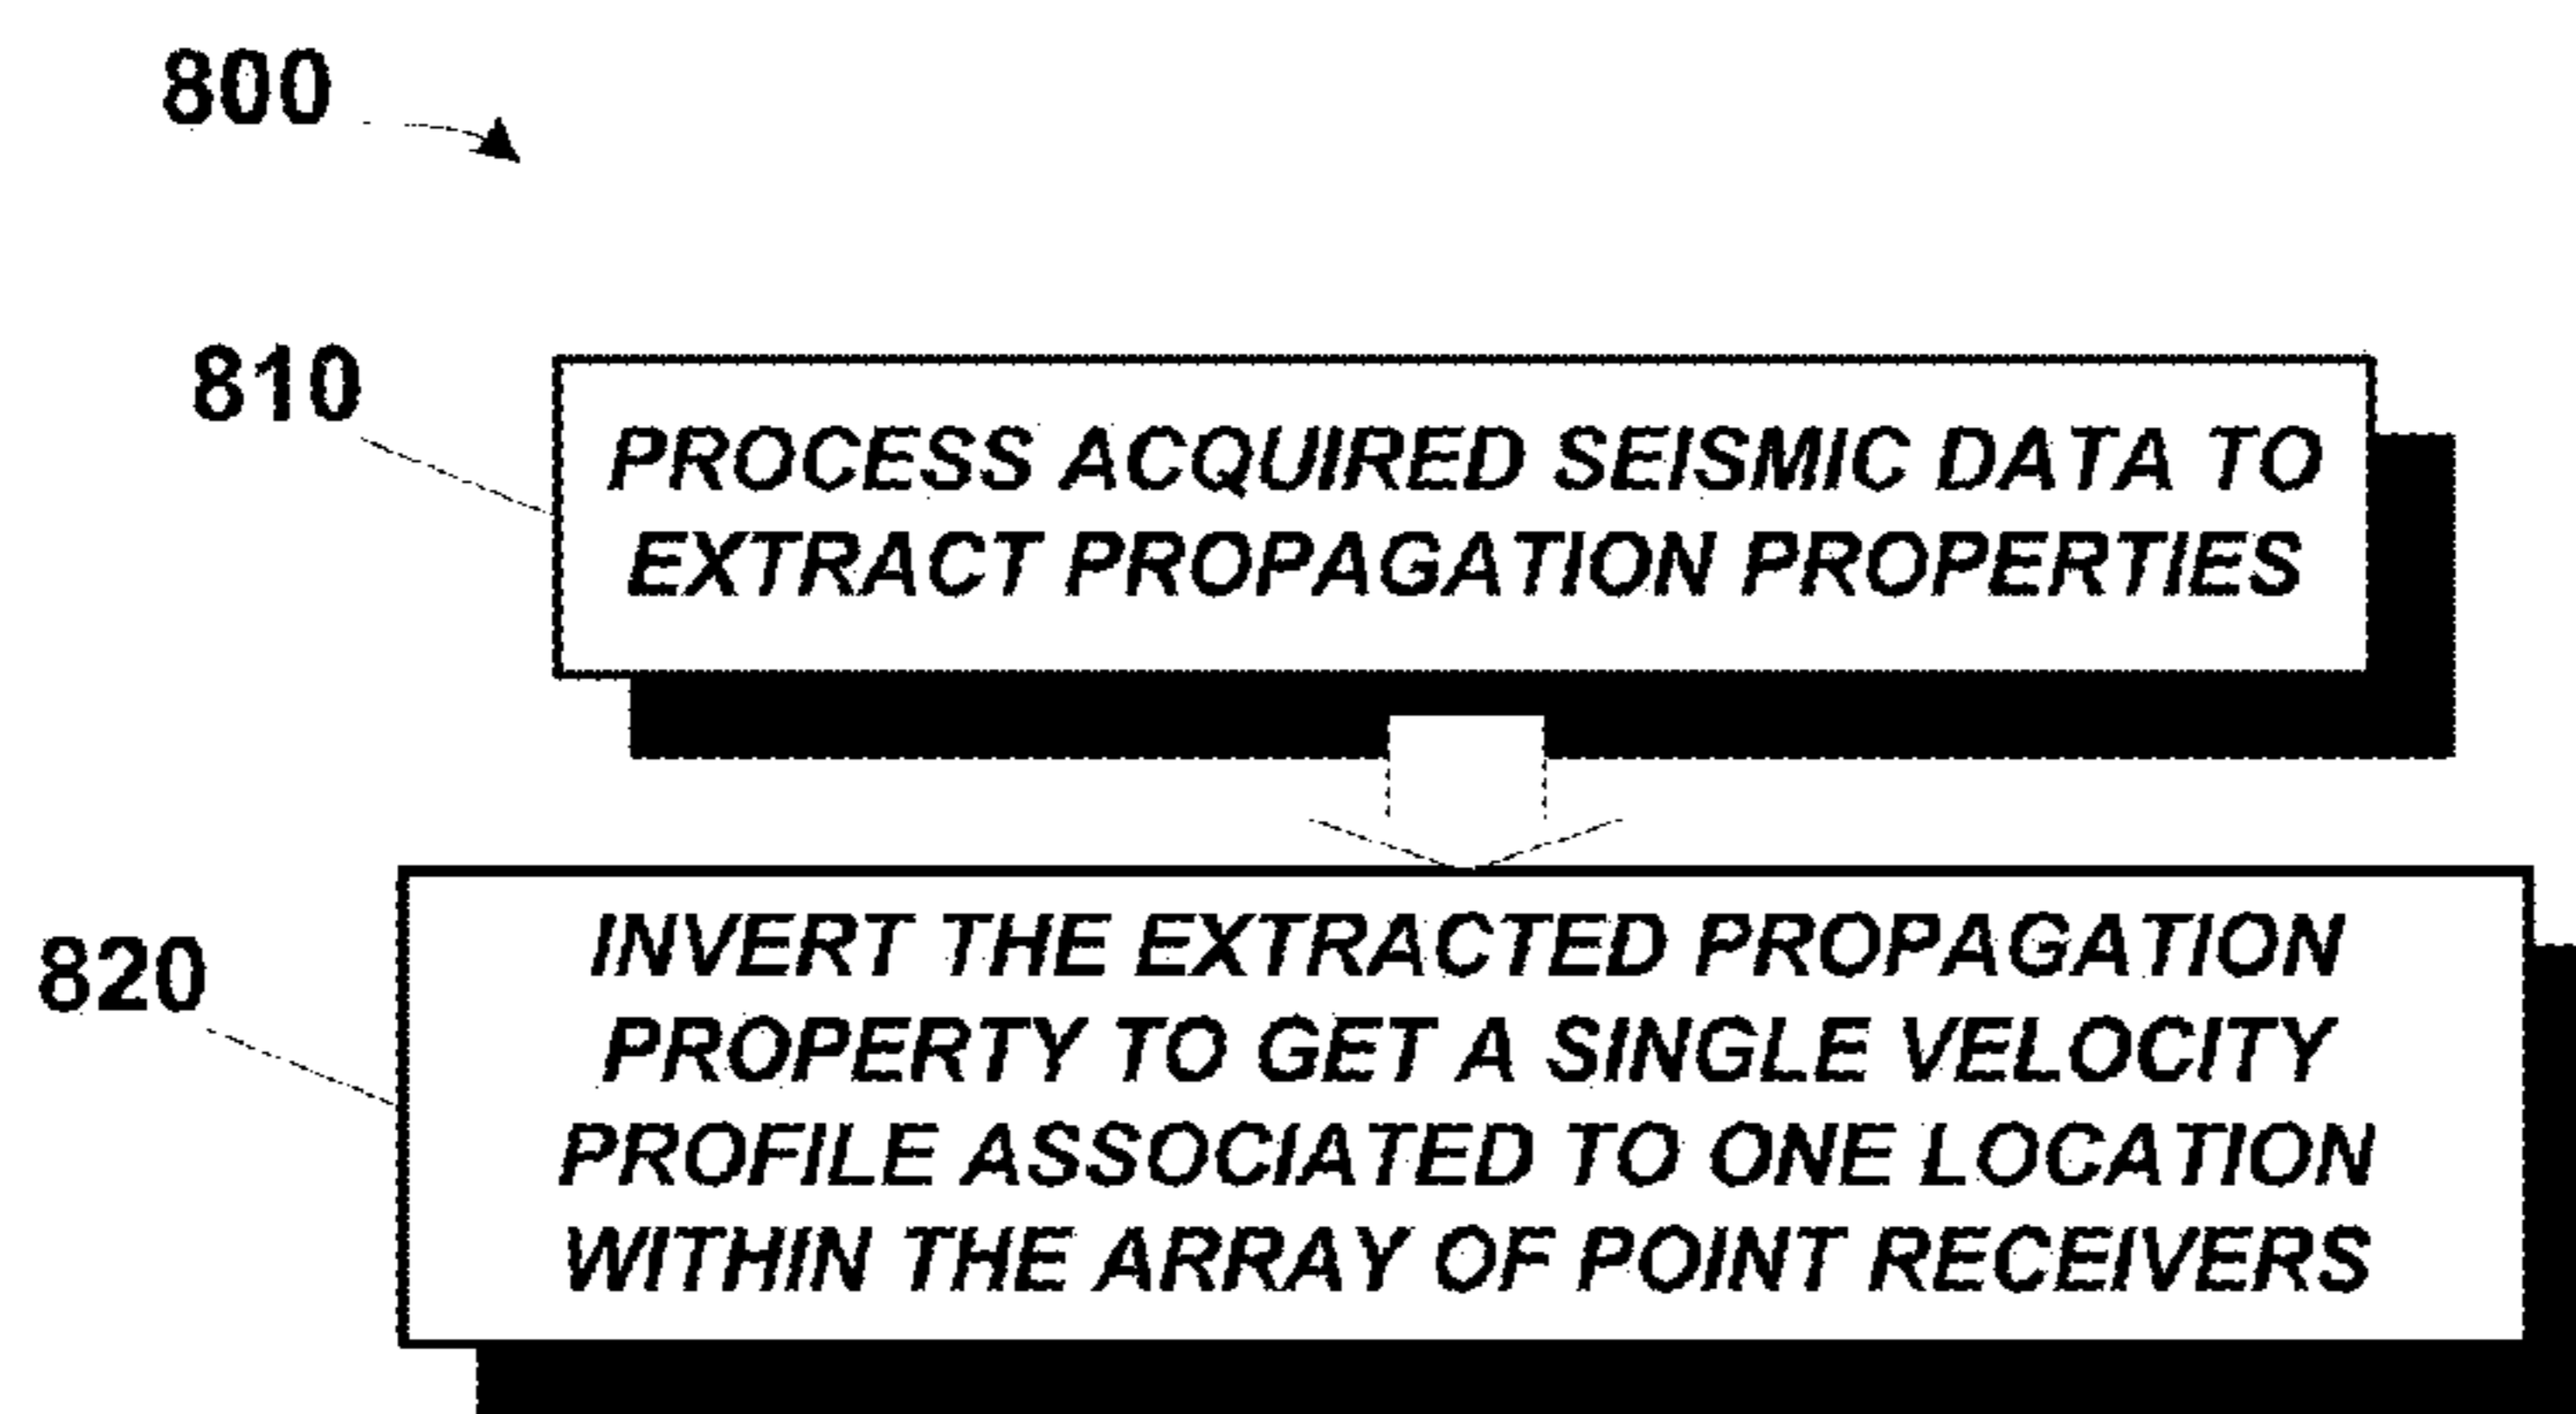 800
810
PROCESS ACQUIRED SEISMIC DATA TO
EXTRACT PROPAGATION PROPERTIES
820
INVERT THE EXTRACTED PROPAGATION
PROPERTY TO GET A SINGLE VELOCITY
PROFILE ASSOCIATED TO ONE LOCATION
WITHIN THE ARRAY OF POINT RECEIVERS